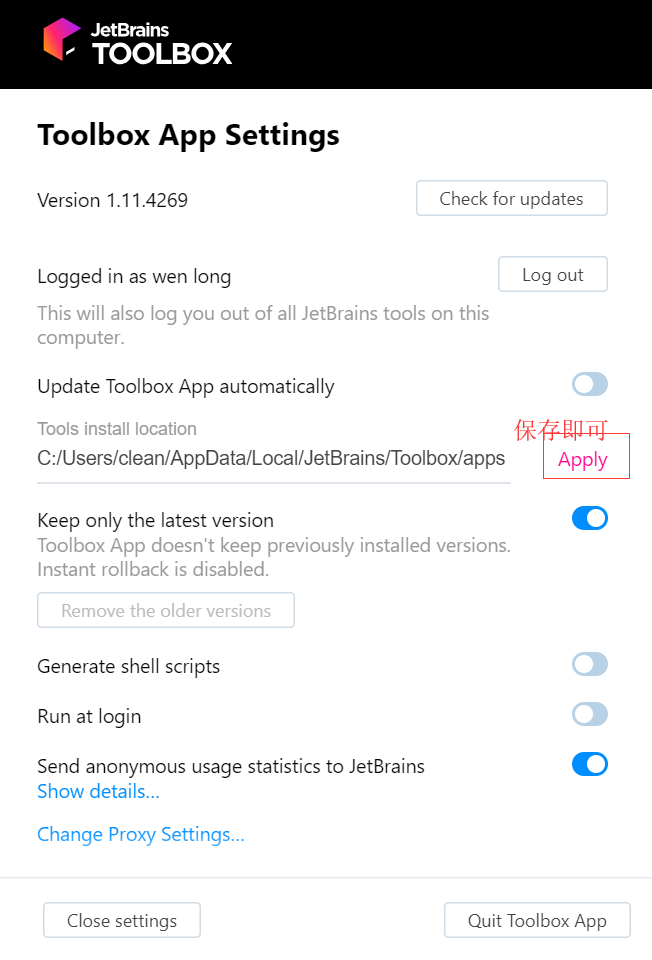 JetBrains
TOOLBOX
Toolbox App Settings
Version 1.11.4269
Check for updates
Logged in as wen long
Log out
This will also log you out of all JetBrains tools on this
computer.
Update Toolbox App automatically
Tools install location
保存即可
C:/Users/clean/AppData/Local/JetBrains/Toolbox/apps
Apply
Keep only the latest version
Toolbox App doesn't keep previously installed versions.
Instant rollback is disabled.
Remove the older versions
Generate shell scripts
Run at login
Send anonymous usage statistics to JetBrains
Show details...
Change Proxy Settings...
Close settings
Quit Toolbox App